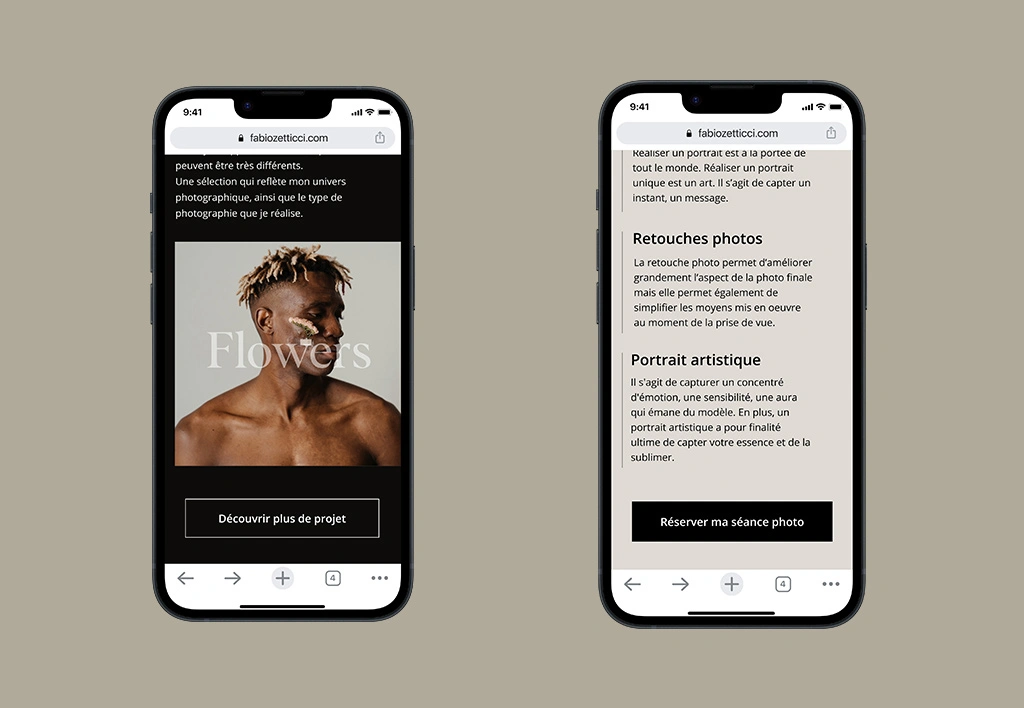 9:41
fabiozetticci.com
peuvent être très différents.
Une sélection qui reflète mon univers
photographique, ainsi que le type de
photographie que je réalise.
Flowers
Découvrir plus de projet
4
9:41
fabiozetticci.com
Réaliser un portrait est à la portée de
tout le monde. Réaliser un portrait
unique est un art. Il s’agit de capter un
instant, un message.
Retouches photos
La retouche photo permet d’améliorer
grandement l’aspect de la photo finale
mais elle permet également de
simplifier les moyens mis en oeuvre
au moment de la prise de vue.
Portrait artistique
Il s'agit de capturer un concentré
d'émotion, une sensibilité, une aura
qui émane du modèle. En plus, un
portrait artistique a pour finalité
ultime de capter votre essence et de la
sublimer.
Réserver ma séance photo
4